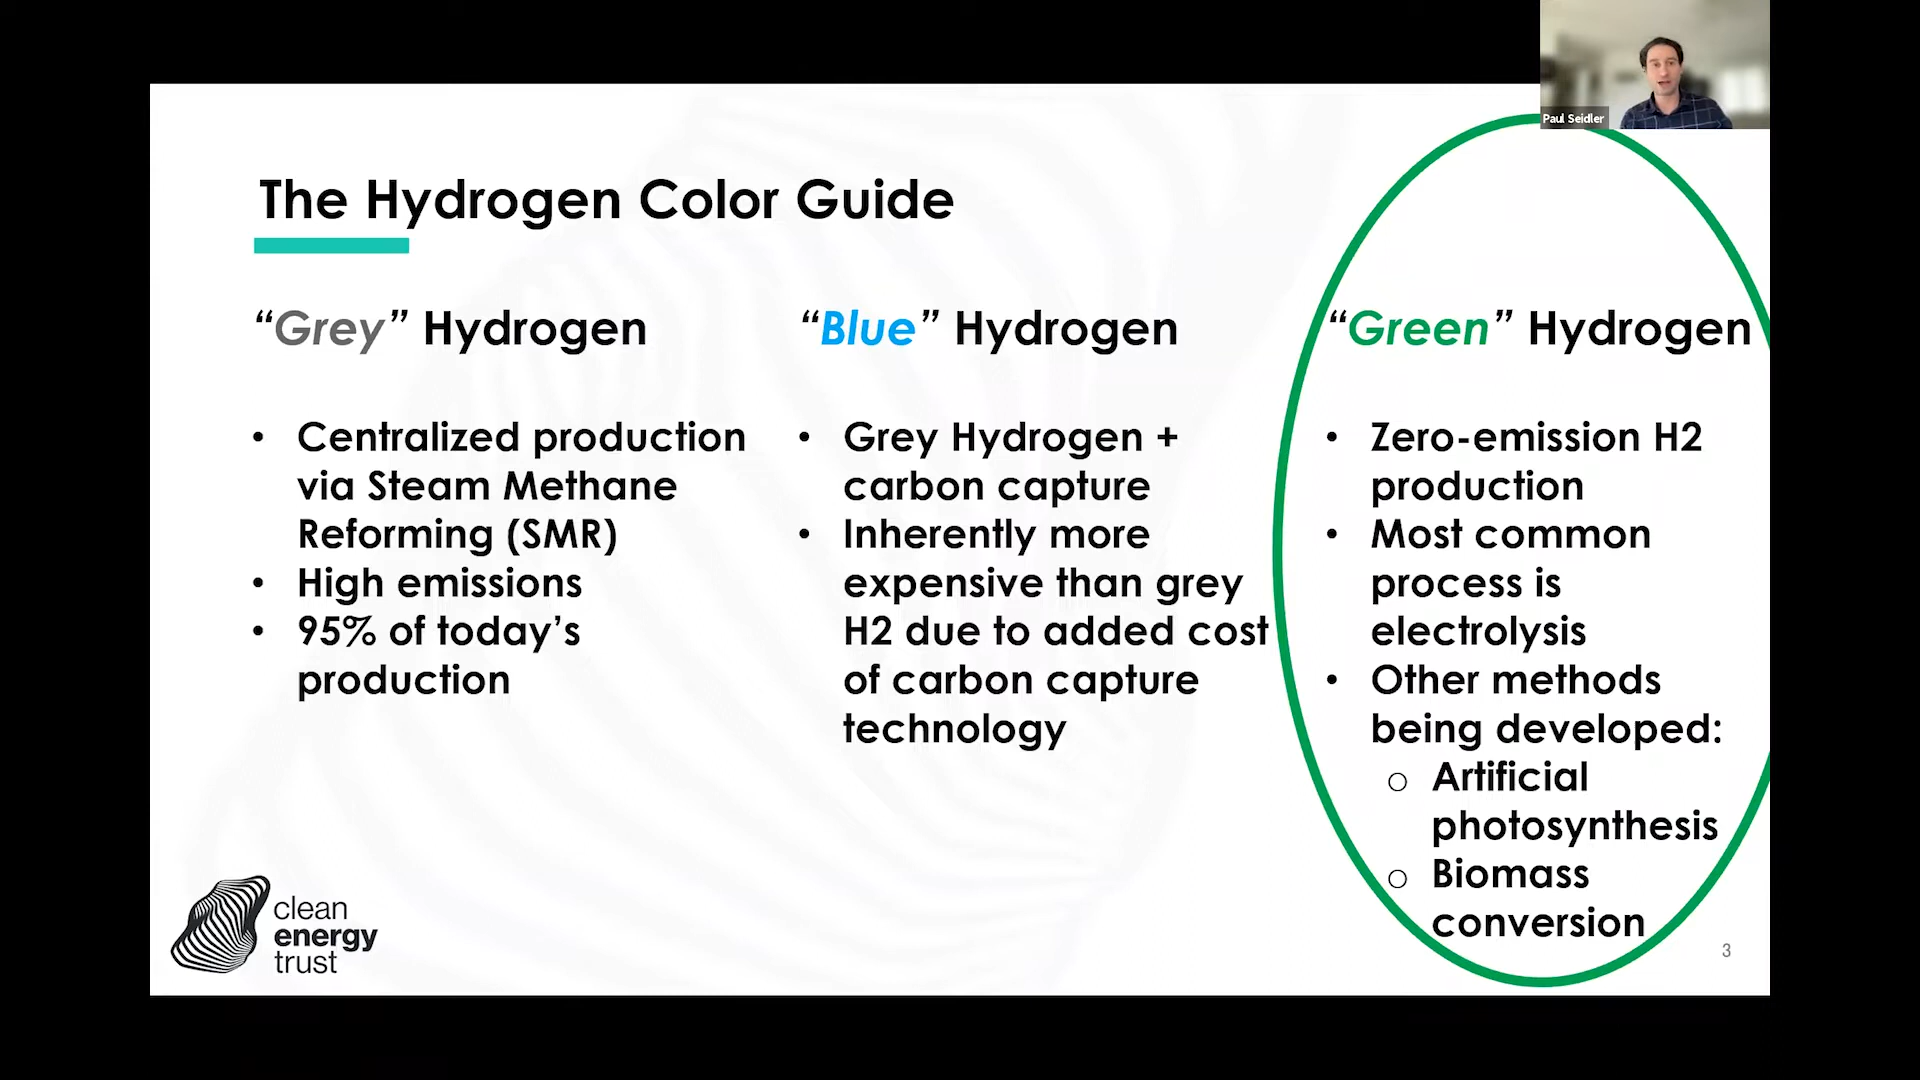 Paul Seidler
The Hydrogen Color Guide
“Grey” Hydrogen
• Centralized production
via Steam Methane
Reforming (SMR)
• High emissions
• 95% of today’s
production
“Blue” Hydrogen
• Grey Hydrogen +
carbon capture
• Inherently more
expensive than grey
H2 due to added cost
of carbon capture
technology
“Green” Hydrogen
• Zero-emission H2
production
• Most common
process is
electrolysis
• Other methods
being developed:
o Artificial
photosynthesis
o Biomass
conversion
clean
energy
trust
3